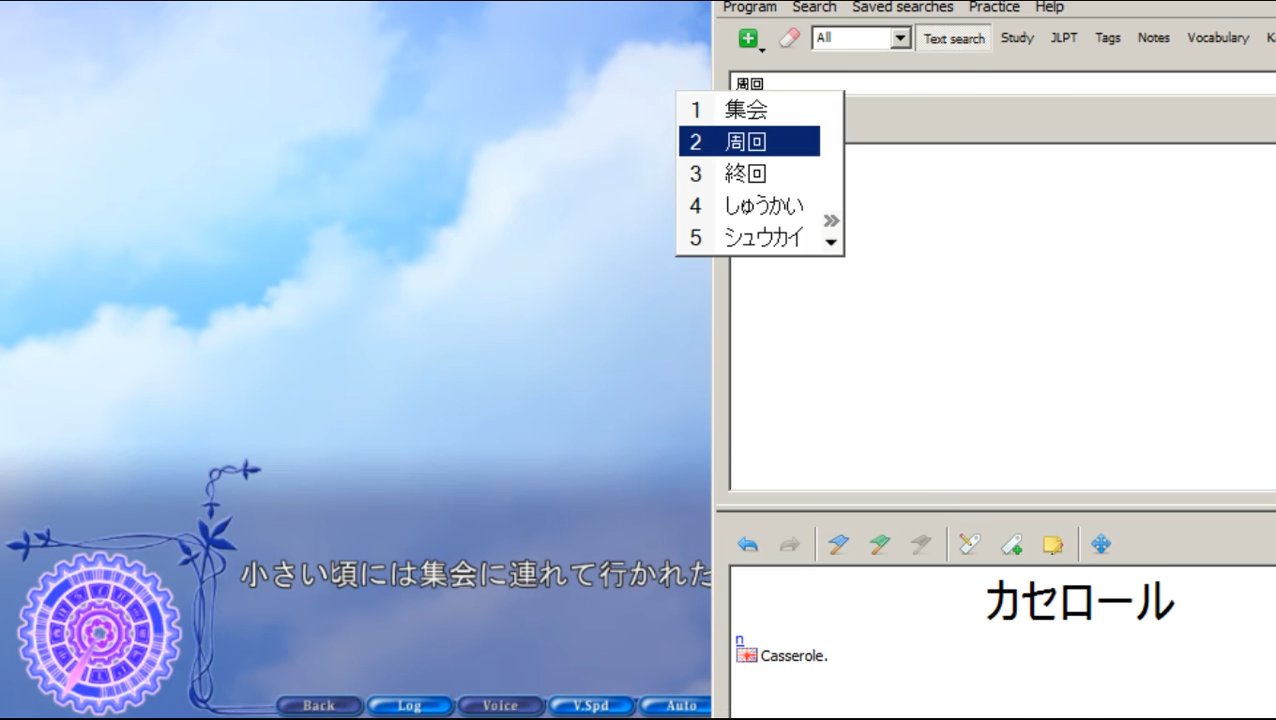 Program Search Saved searches Practice Help
All Text search Study JLPT Tags Notes Vocabulary
周回
1 集会
2 周回
3 終回
4 しゅうかい
5 シュウカイ
小さい頃には集会に連れて行かれた
カセロール
n
Casserole.
Back Log Voice V.Spd Auto